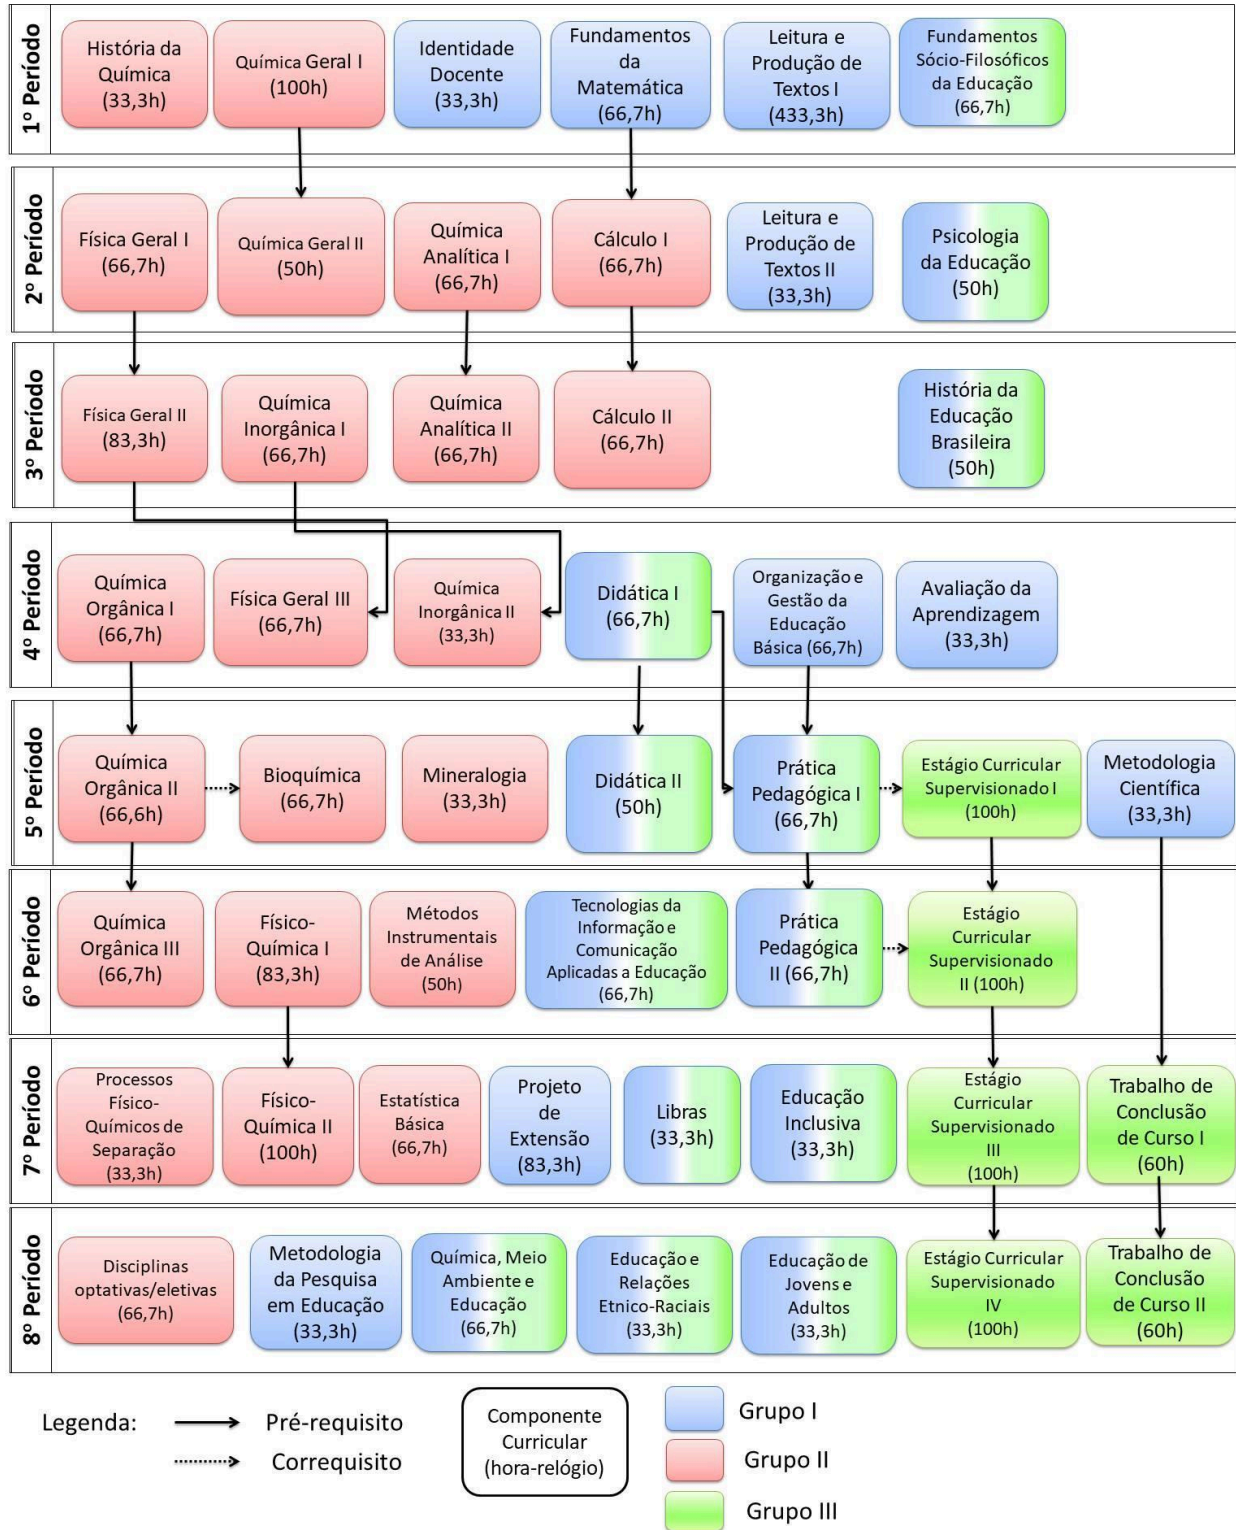 1º Período
História da
Química
(33,3h)
Química Geral I
(100h)
Identidade
Docente
(33,3h)
Fundamentos
da
Matemática
(66,7h)
Leitura e
Produção de
Textos I
(433,3h)
Fundamentos
Sócio-Filosóficos
da Educação
(66,7h)
2º Período
Física Geral I
(66,7h)
Química Geral II
(50h)
Química
Analítica I
(66,7h)
Cálculo I
(66,7h)
Leitura e
Produção de
Textos II
(33,3h)
Psicologia
da Educação
(50h)
3º Período
Física Geral II
(83,3h)
Química
Inorgânica I
(66,7h)
Química
Analítica II
(66,7h)
Cálculo II
(66,7h)
História da
Educação
Brasileira
(50h)
4º Período
Química
Orgânica I
(66,7h)
Física Geral III
(66,7h)
Química
Inorgânica II
(33,3h)
Didática I
(66,7h)
Organização e
Gestão da
Educação
Básica (66,7h)
Avaliação da
Aprendizagem
(33,3h)
5º Período
Química
Orgânica II
(66,6h)
Bioquímica
(66,7h)
Mineralogia
(33,3h)
Didática II
(50h)
Prática
Pedagógica I
(66,7h)
Estágio Curricular
Supervisionado I
(100h)
Metodologia
Científica
(33,3h)
6º Período
Química
Orgânica III
(66,7h)
Físico-
Química I
(83,3h)
Métodos
Instrumentais
de Análise
(50h)
Tecnologias da
Informação e
Comunicação
Aplicadas a Educação
(66,7h)
Prática
Pedagógica
II (66,7h)
Estágio
Curricular
Supervisionado
II (100h)
7º Período
Processos
Físico-
Químicos de
Separação
(33,3h)
Físico-
Química II
(100h)
Estatística
Básica
(66,7h)
Projeto
de
Extensão
(83,3h)
Libras
(33,3h)
Educação
Inclusiva
(33,3h)
Estágio
Curricular
Supervisionado
III
(100h)
Trabalho de
Conclusão
de Curso I
(60h)
8º Período
Disciplinas
optativas/eletivas
(66,7h)
Metodologia
da Pesquisa
em Educação
(33,3h)
Química, Meio
Ambiente e
Educação
(66,7h)
Educação e
Relações
Etnico-Raciais
(33,3h)
Educação de
Jovens e
Adultos
(33,3h)
Estágio Curricular
Supervisionado
IV
(100h)
Trabalho de
Conclusão
de Curso II
(60h)
Legenda:
Pré-requisito
Correquisito
Componente
Curricular
(hora-relógio)
Grupo I
Grupo II
Grupo III